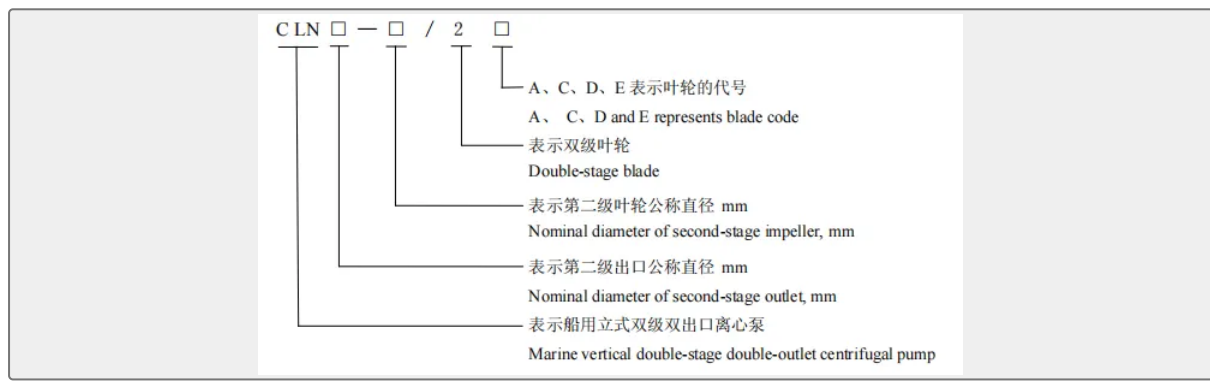 C LN □ — □ / 2 □
A、C、D、E 表示叶轮的代号
A、 C、D and E represents blade code
表示双级叶轮
Double-stage blade
表示第二级叶轮公称直径 mm
Nominal diameter of second-stage impeller, mm
表示第二级出口公称直径 mm
Nominal diameter of second-stage outlet, mm
表示船用立式双级双出口离心泵
Marine vertical double-stage double-outlet centrifugal pump